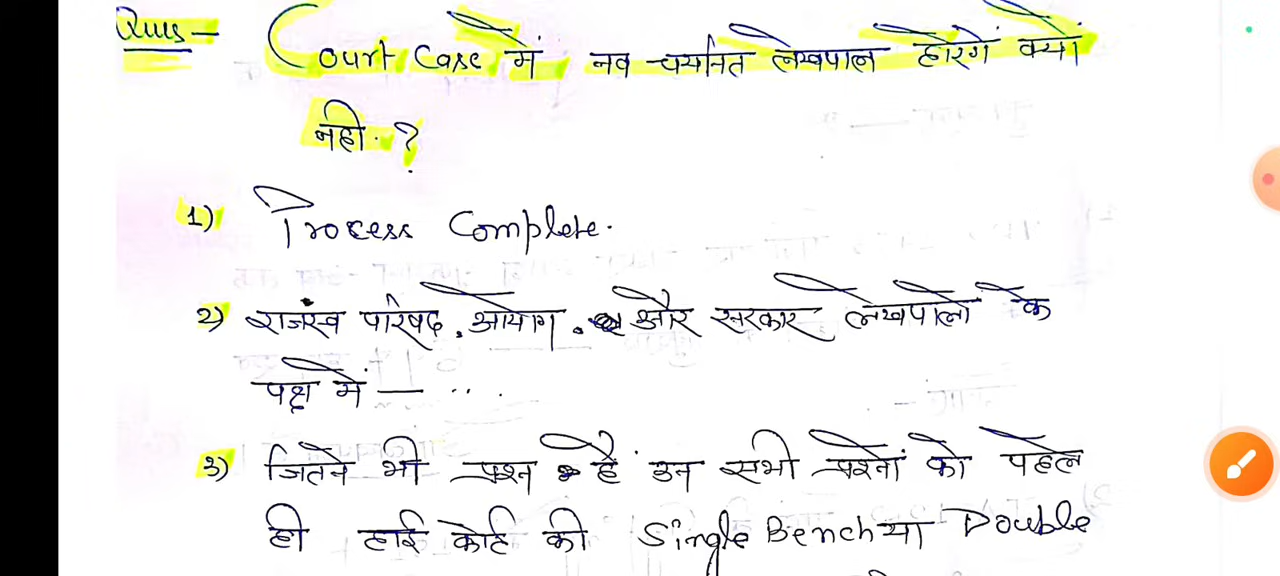 Ques - Court Case में नव चयनित लेखपाल हारेगें क्यों
नही. ?
1) Process Complete.
2) राजस्व परिषद, आयोग. और सरकार लेखपालो के
पक्ष में — ...
3) जितने भी प्रश्न है उन सभी प्रश्नों को पहले
ही हाई कोर्ट की Single Bench या Double